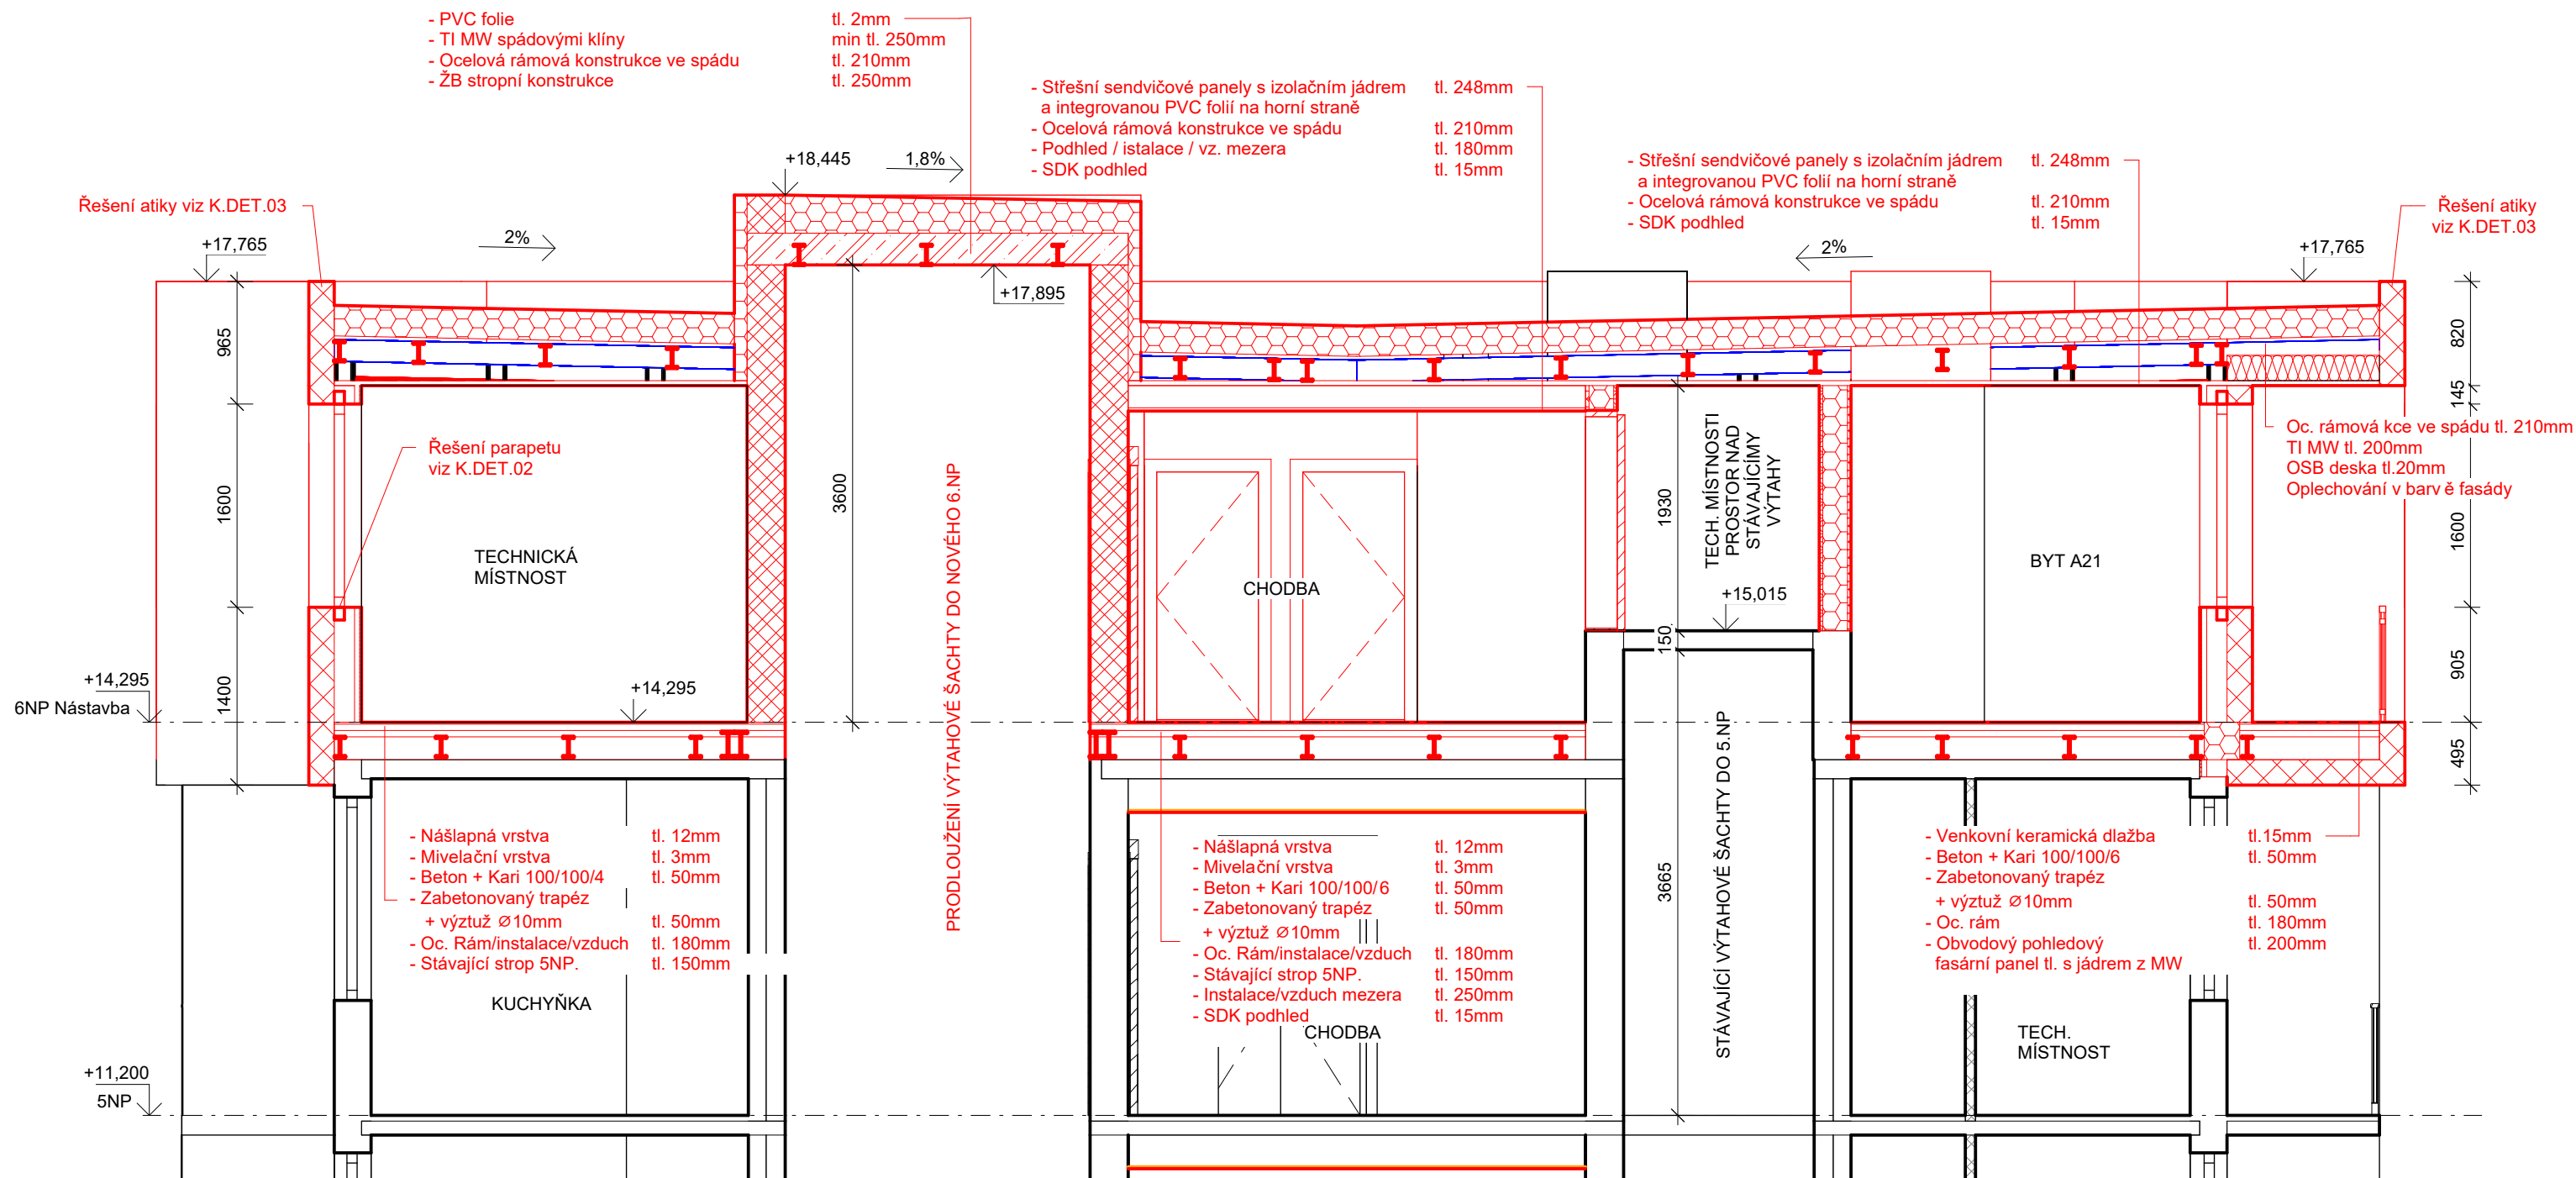 - PVC folie tl. 2mm
- TI MW spádovými klíny min tl. 250mm
- Ocelová rámová konstrukce ve spádu tl. 210mm
- ŽB stropní konstrukce tl. 250mm
- Střešní sendvičové panely s izolačním jádrem tl. 248mm
a integrovanou PVC folií na horní straně
- Ocelová rámová konstrukce ve spádu tl. 210mm
- Podhled / istalace / vz. mezera tl. 180mm
- SDK podhled tl. 15mm
- Střešní sendvičové panely s izolačním jádrem tl. 248mm
a integrovanou PVC folií na horní straně
- Ocelová rámová konstrukce ve spádu tl. 210mm
- SDK podhled tl. 15mm
+18,445
1,8%
Řešení atiky viz K.DET.03
Řešení atiky
viz K.DET.03
+17,765
2%
2%
+17,765
+17,895
965
820
145
Řešení parapetu
viz K.DET.02
Oc. rámová kce ve spádu tl. 210mm
TI MW tl. 200mm
OSB deska tl.20mm
Oplechování v barvě fasády
1600
3600
1930
1600
TECHNICKÁ
MÍSTNOST
PRODLOUŽENÍ VÝTAHOVÉ ŠACHTY DO NOVÉHO 6.NP
CHODBA
TECH. MÍSTNOSTI
PROSTOR NAD
STÁVAJÍCÍMY
VÝTAHY
BYT A21
+15,015
150
+14,295
6NP Nástavba
1400
+14,295
905
495
- Nášlapná vrstva tl. 12mm
- Mivelační vrstva tl. 3mm
- Beton + Kari 100/100/4 tl. 50mm
- Zabetonovaný trapéz
+ výztuž ∅10mm tl. 50mm
- Oc. Rám/instalace/vzduch tl. 180mm
- Stávající strop 5NP. tl. 150mm
- Nášlapná vrstva tl. 12mm
- Mivelační vrstva tl. 3mm
- Beton + Kari 100/100/6 tl. 50mm
- Zabetonovaný trapéz tl. 50mm
+ výztuž ∅10mm
- Oc. Rám/instalace/vzduch tl. 180mm
- Stávající strop 5NP. tl. 150mm
- Instalace/vzduch mezera tl. 250mm
- SDK podhled tl. 15mm
3665
STÁVAJÍCÍ VÝTAHOVÉ ŠACHTY DO 5.NP
- Venkovní keramická dlažba tl.15mm
- Beton + Kari 100/100/6 tl. 50mm
- Zabetonovaný trapéz
+ výztuž ∅10mm tl. 50mm
- Oc. rám tl. 180mm
- Obvodový pohledový tl. 200mm
fasární panel tl. s jádrem z MW
KUCHYŇKA
CHODBA
TECH.
MÍSTNOST
+11,200
5NP